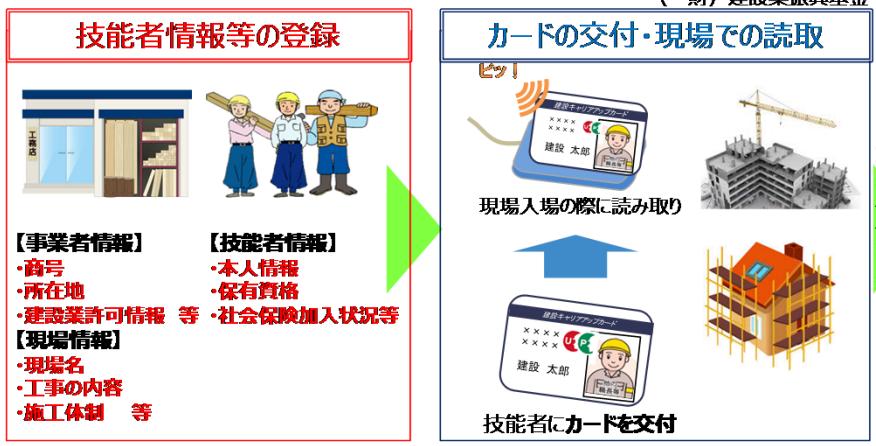 (一財)建設業振興基金
技能者情報等の登録
工務店
【事業者情報】
・商号
・所在地
・建設業許可情報 等
【現場情報】
・現場名
・工事の内容
・施工体制 等
【技能者情報】
・本人情報
・保有資格
・社会保険加入状況等
カードの交付・現場での読取
ピッ!
建設キャリアアップカード
××××
××××
建設 太郎
職長等
現場入場の際に読み取り
建設キャリアアップカード
××××
××××
建設 太郎
職長等
技能者にカードを交付